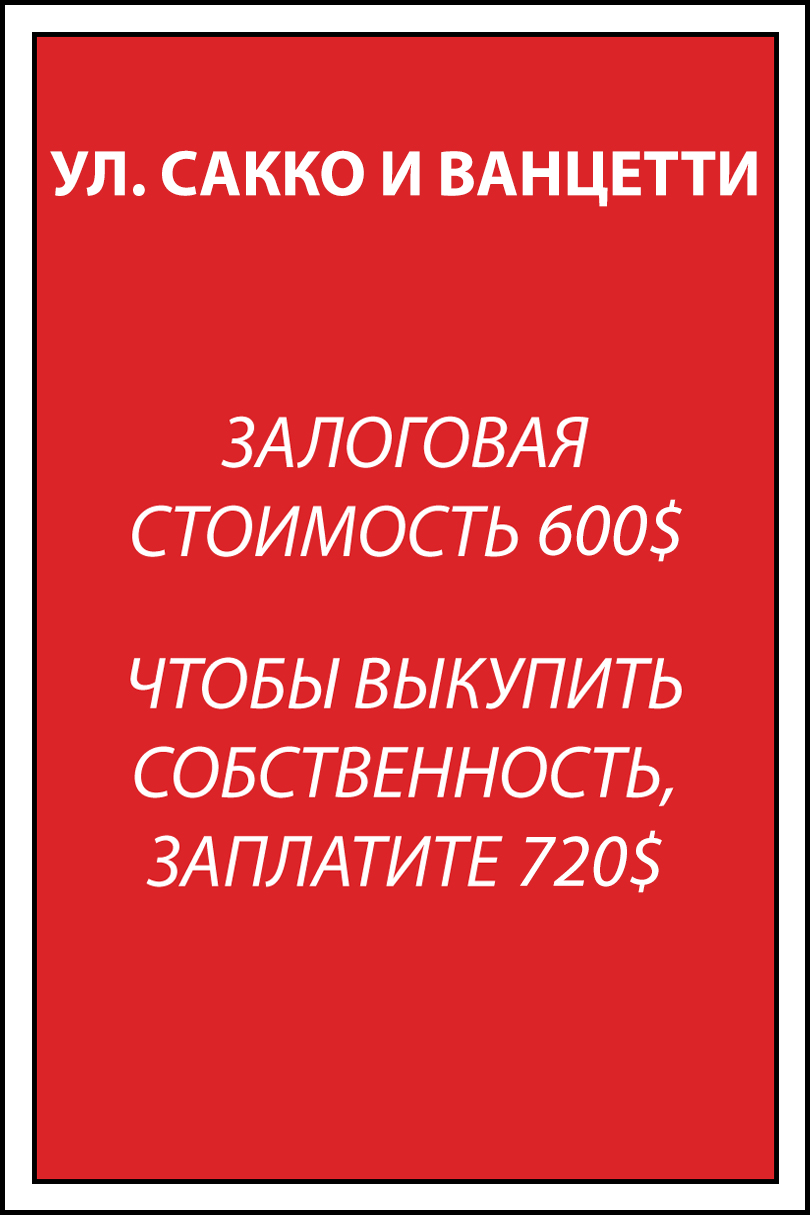 УЛ. САККО И ВАНЦЕТТИ
ЗАЛОГОВАЯ
СТОИМОСТЬ 600$
ЧТОБЫ ВЫКУПИТЬ
СОБСТВЕННОСТЬ,
ЗАПЛАТИТЕ 720$